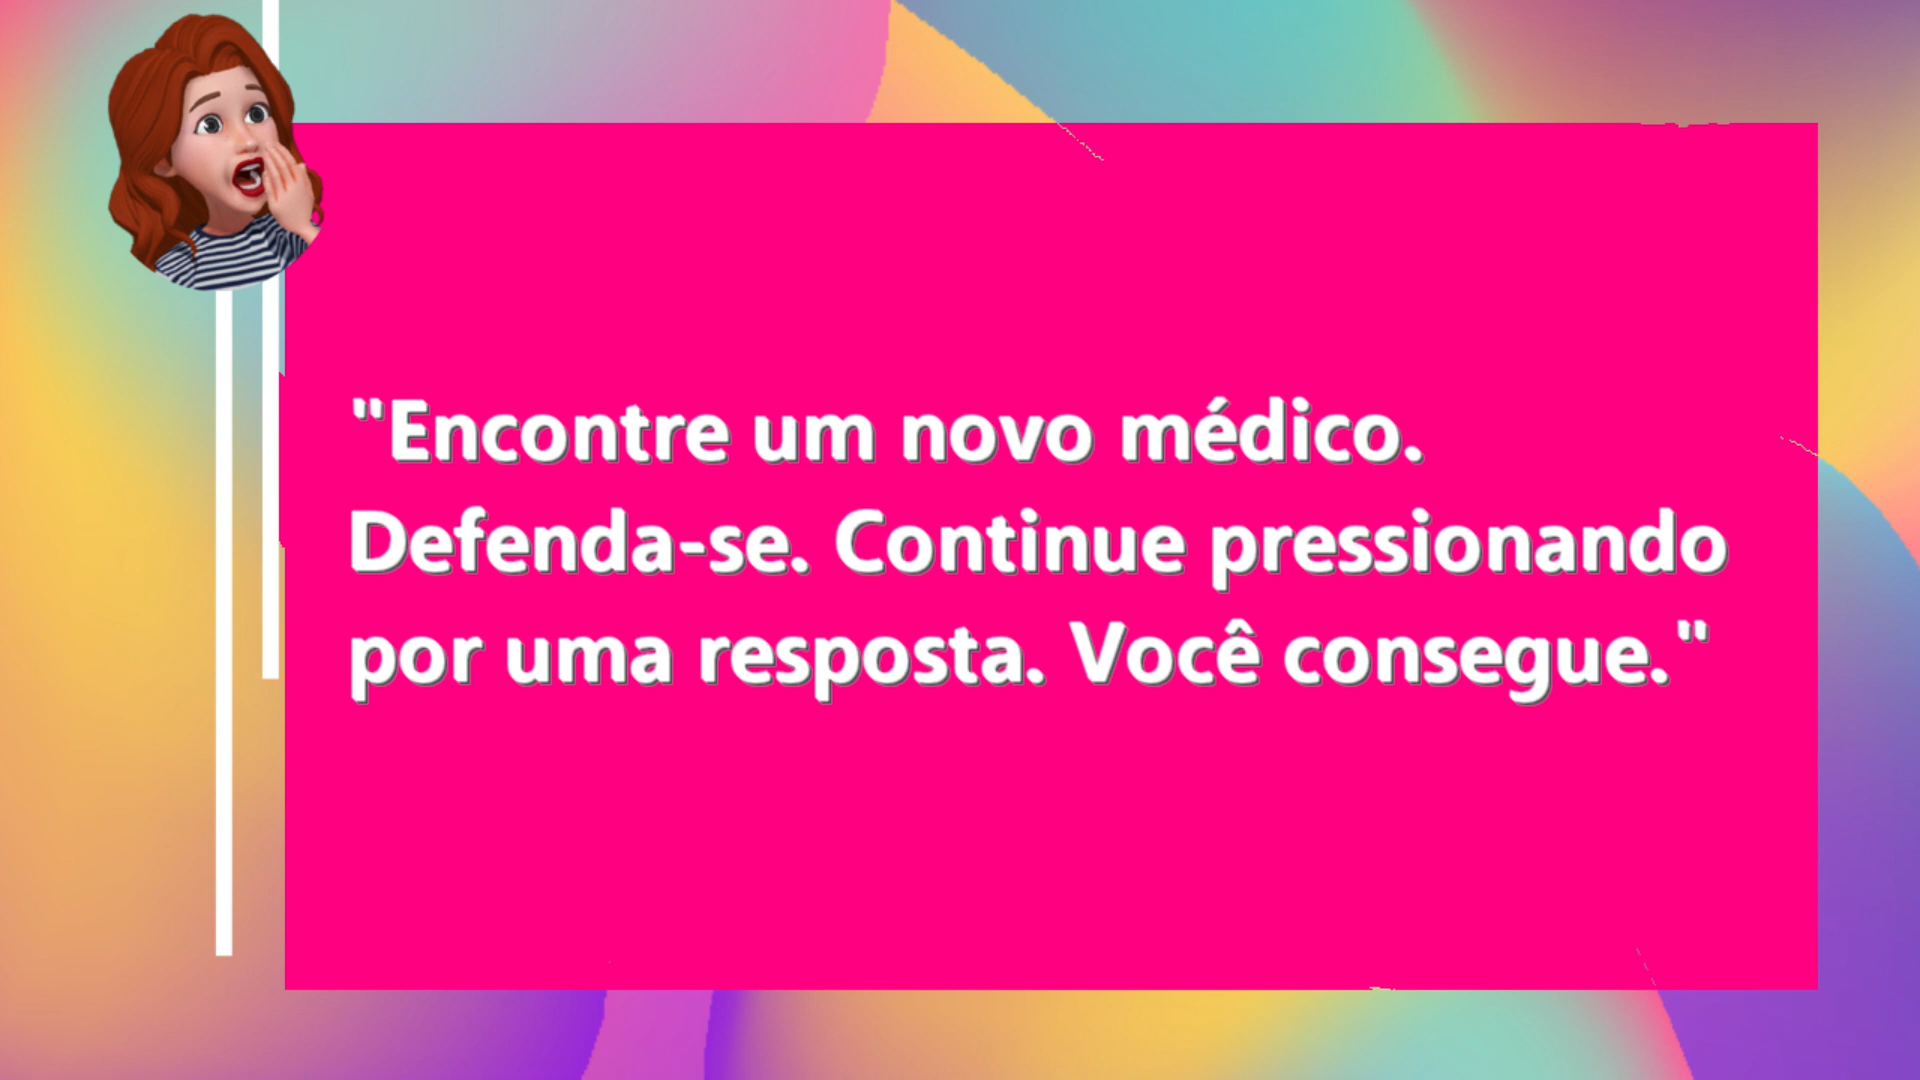 "Encontre um novo médico.
Defenda-se. Continue pressionando
por uma resposta. Você consegue."